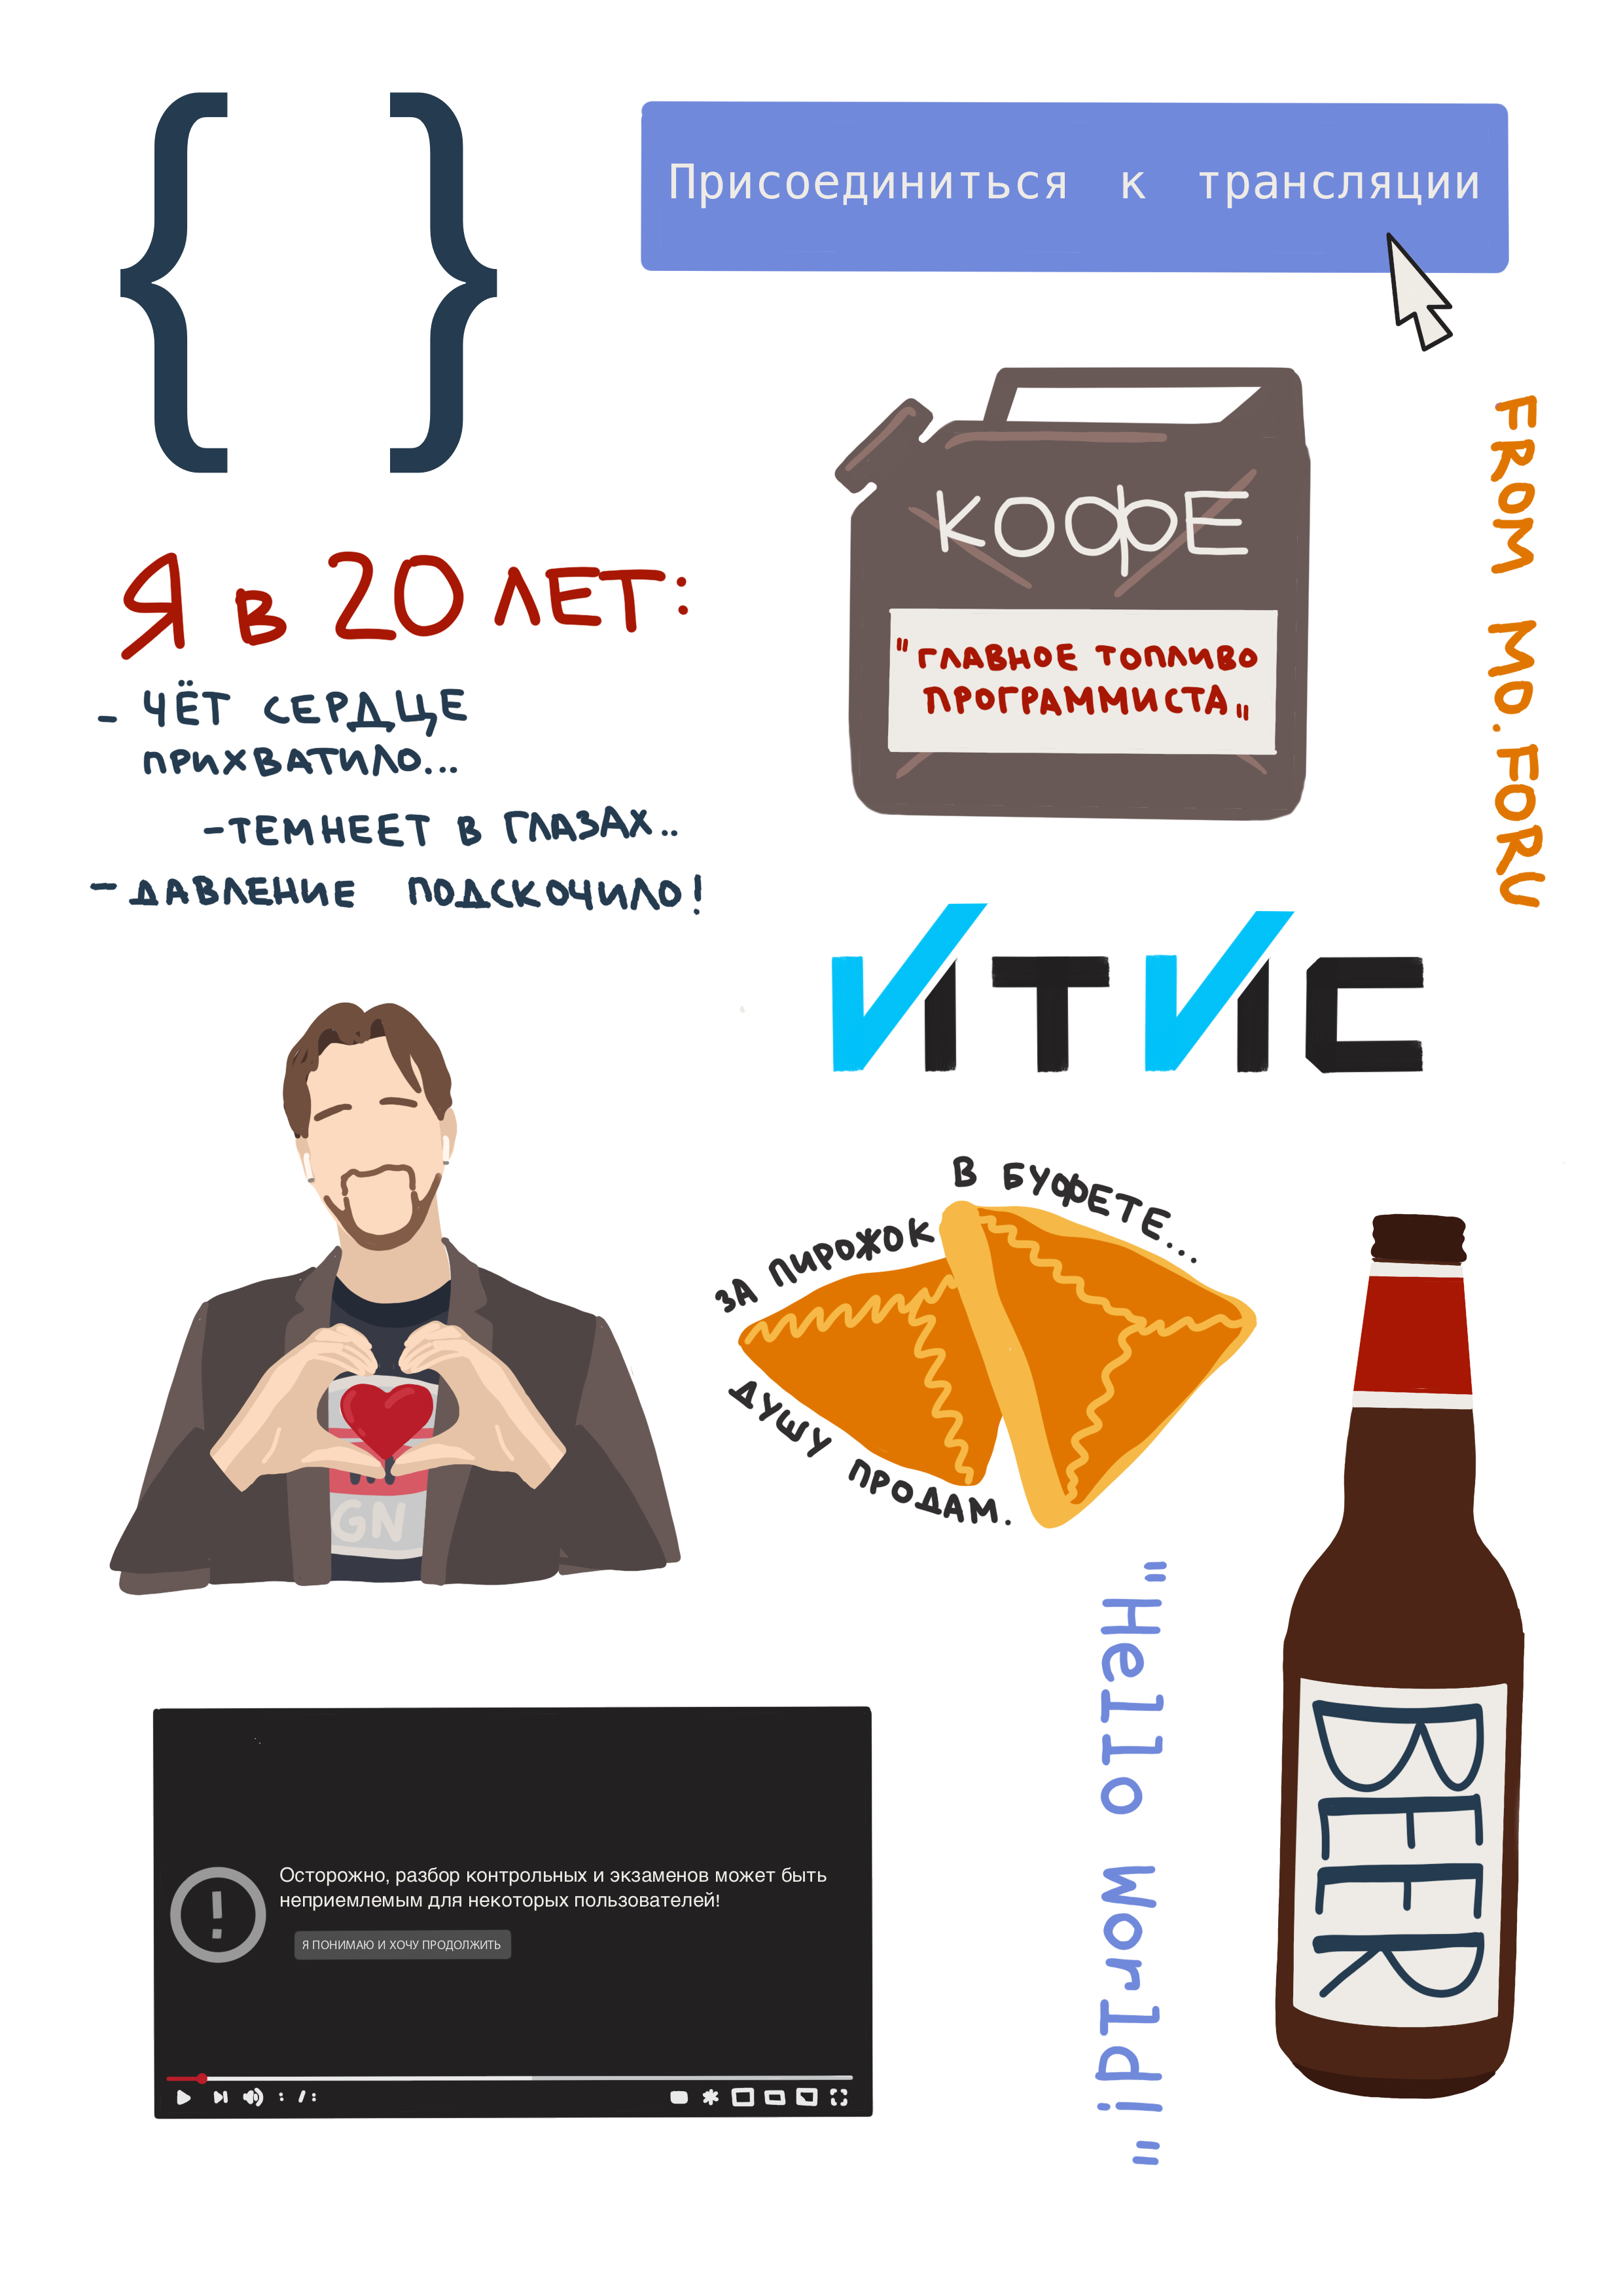 { }
Присоединиться к трансляции
КОФЕ
"ГЛАВНОЕ ТОПЛИВО
ПРОГРАММИСТА"
FROM MO.FORU
Я в 20 ЛЕТ:
- ЧЁТ СЕРДЦЕ
ПРИХВАТИЛО...
- ТЕМНЕЕТ В ГЛАЗАХ..
- ДАВЛЕНИЕ ПОДСКОЧИЛО!
ИТИС
GN
ЗА ПИРОЖОК
В БУФЕТЕ...
ДУШУ ПРОДАМ.
"Hello World!"
BEER
Осторожно, разбор контрольных и экзаменов может быть
неприемлемым для некоторых пользователей!
Я ПОНИМАЮ И ХОЧУ ПРОДОЛЖИТЬ
: / :